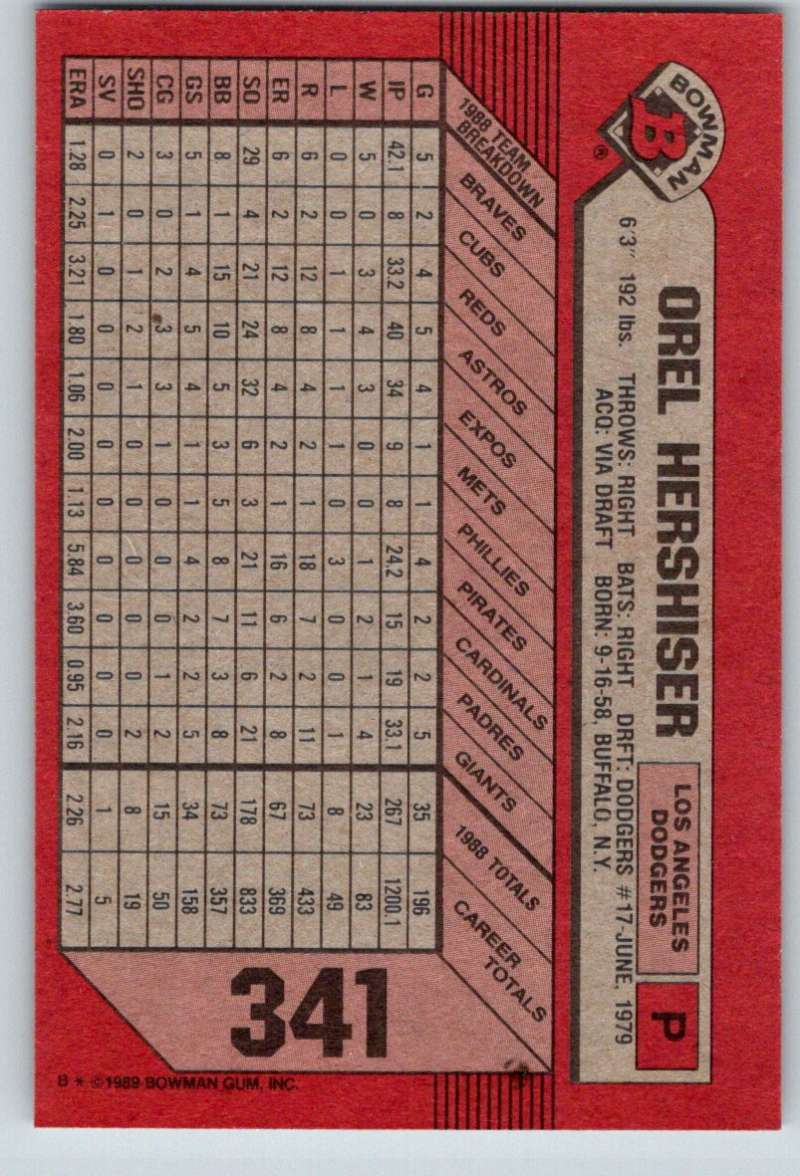 BOWMAN
B
®
OREL HERSHISER
LOS ANGELES
DODGERS
P
6'3" 192 lbs. THROWS: RIGHT BATS: RIGHT DRFT: DODGERS #17-JUNE, 1979
ACQ: VIA DRAFT BORN: 9-16-58, BUFFALO, N.Y.
1988 TEAM
BREAKDOWN
BRAVES
CUBS
REDS
ASTROS
EXPOS
METS
PHILLIES
PIRATES
CARDINALS
PADRES
GIANTS
1988 TOTALS
CAREER
TOTALS
G 5 2 4 5 4 1 1 4 2 2 5 35 196
IP 42.1 8 33.2 40 34 9 8 24.2 15 19 33.1 267 1200.1
W 5 0 3 4 3 0 0 1 2 1 4 23 83
L 0 0 1 1 1 1 0 3 0 0 1 8 49
R 6 2 12 8 4 2 1 18 7 2 11 73 433
ER 6 2 12 8 4 2 1 16 6 2 8 67 369
SO 29 4 21 24 32 6 3 21 11 6 21 178 833
BB 8 1 15 10 5 3 5 8 7 3 8 73 357
GS 5 1 4 5 4 1 1 4 2 2 5 34 158
CG 3 0 2 3 3 1 0 0 0 1 2 15 50
SHO 2 0 1 2 1 0 0 0 0 0 2 8 19
SV 0 1 0 0 0 0 0 0 0 0 0 1 5
ERA 1.28 2.25 3.21 1.80 1.06 2.00 1.13 5.84 3.60 0.95 2.16 2.26 2.77
341
B * ©1989 BOWMAN GUM, INC.